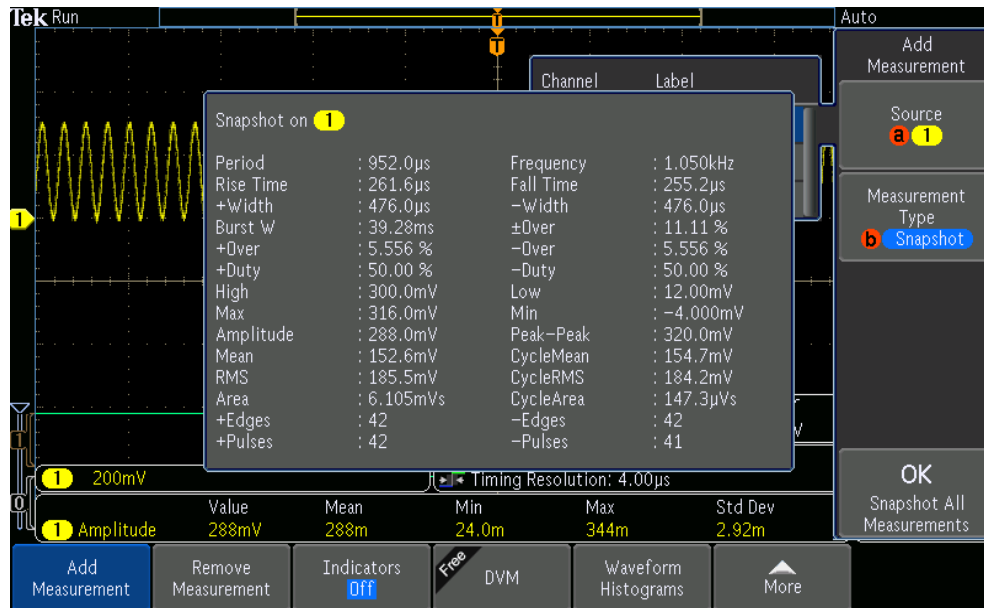 Tek Run
Auto
T
Add
Measurement
Channel Label
Snapshot on 1
Source
a 1
Period : 952.0µs Frequency : 1.050kHz
Rise Time : 261.6µs Fall Time : 255.2µs
+Width : 476.0µs −Width : 476.0µs
Burst W : 39.28ms ±Over : 11.11 %
+Over : 5.556 % −Over : 5.556 %
+Duty : 50.00 % −Duty : 50.00 %
High : 300.0mV Low : 12.00mV
Max : 316.0mV Min : −4.000mV
Amplitude : 288.0mV Peak−Peak : 320.0mV
Mean : 152.6mV CycleMean : 154.7mV
RMS : 185.5mV CycleRMS : 184.2mV
Area : 6.105mVs CycleArea : 147.3µVs
+Edges : 42 −Edges : 42
+Pulses : 42 −Pulses : 41
Measurement
Type
b Snapshot
1
1
V
1 200mV
Timing Resolution: 4.00µs
0
Value Mean Min Max Std Dev
1 Amplitude 288mV 288m 24.0m 344m 2.92m
OK
Snapshot All
Measurements
Add
Measurement
Remove
Measurement
Indicators
Off
Free
DVM
Waveform
Histograms
More